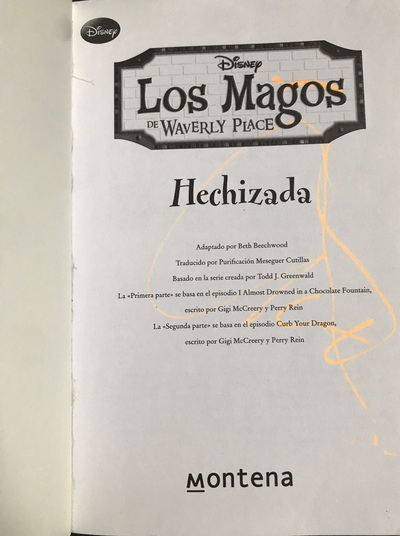 Disney
Disney
Los Magos
DE WAVERLY PLACE
Hechizada
Adaptado por Beth Beechwood
Traducido por Purificación Meseguer Cutillas
Basado en la serie creada por Todd J. Greenwald
La «Primera parte» se basa en el episodio I Almost Drowned in a Chocolate Fountain,
escrito por Gigi McCreery y Perry Rein
La «Segunda parte» se basa en el episodio Curb Your Dragon,
escrito por Gigi McCreery y Perry Rein
montena